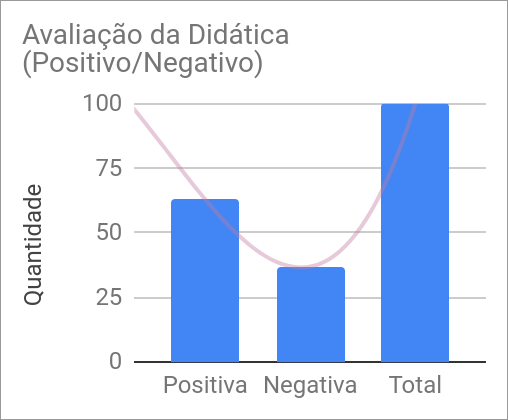 Avaliação da Didática
(Positivo/Negativo)
Quantidade
100
75
50
25
0
Positiva
Negativa
Total